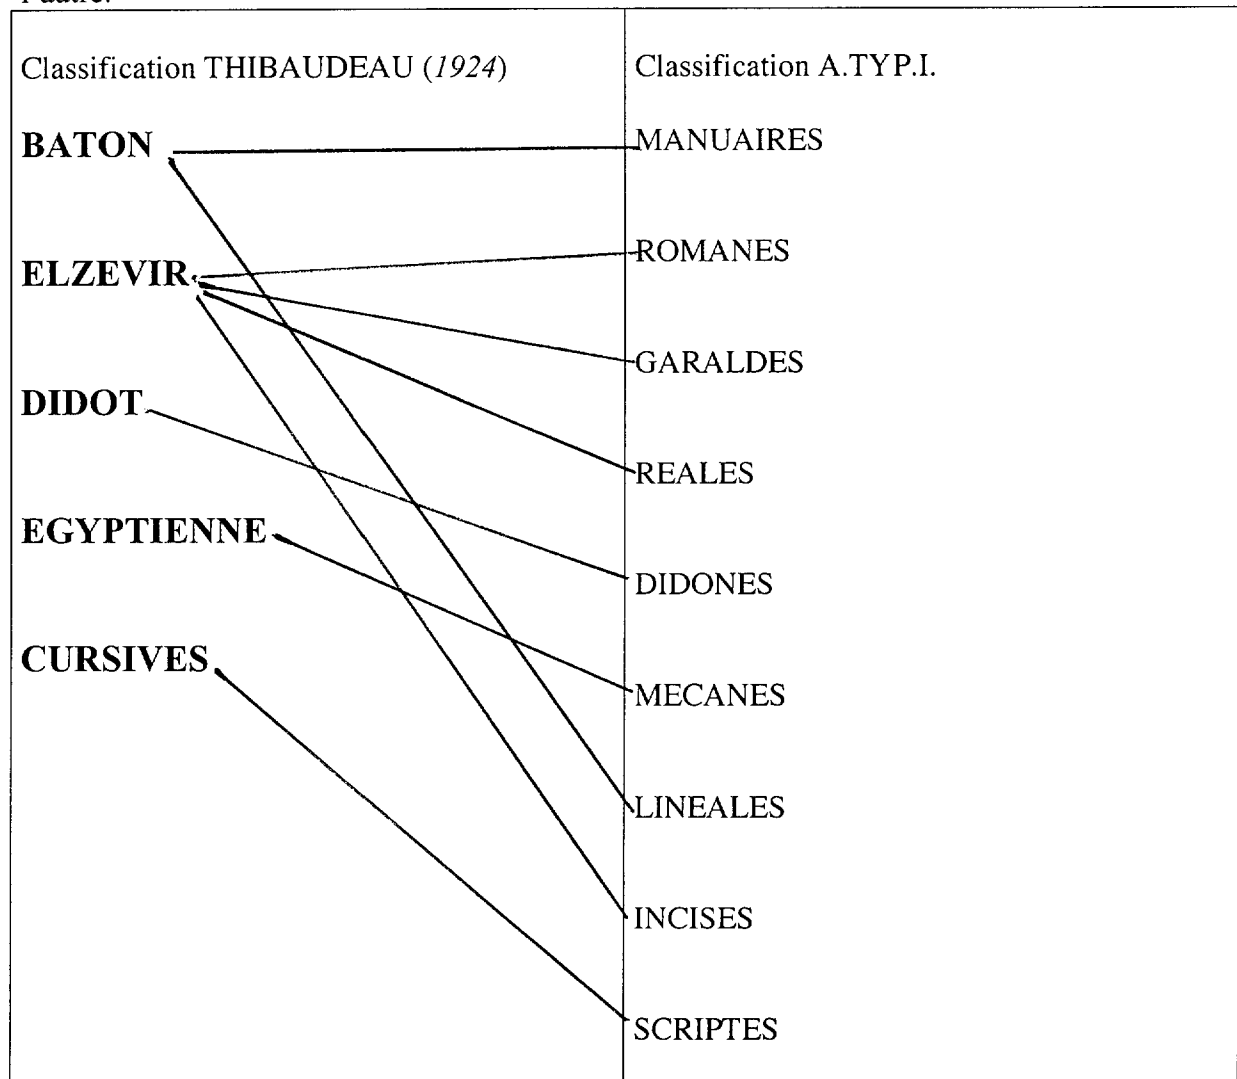 l'autre.
Classification THIBAUDEAU (1924)
BATON
ELZEVIR
DIDOT
EGYPTIENNE
CURSIVES
Classification A.TYP.I.
MANUAIRES
ROMANES
GARALDES
REALES
DIDONES
MECANES
LINEALES
INCISES
SCRIPTES